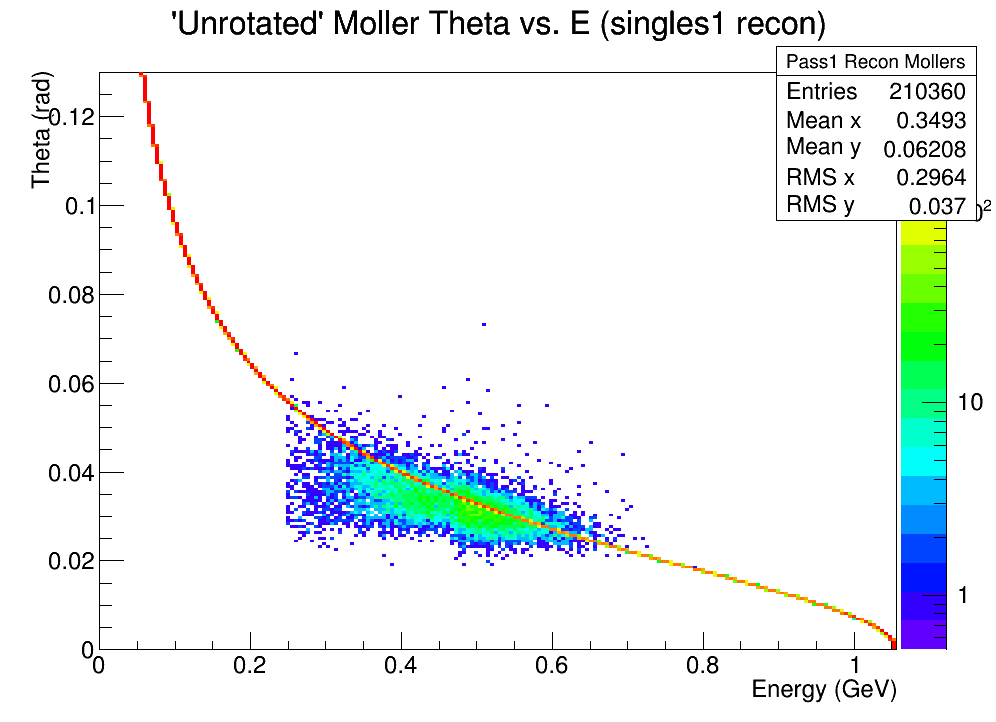 'Unrotated' Moller Theta vs. E (singles1 recon)
Pass1 Recon Mollers
Entries 210360
Mean x 0.3493
Mean y 0.06208
RMS x 0.2964
RMS y 0.037
Theta (rad)
0.12
0.1
0.08
0.06
0.04
0.02
0
0 0.2 0.4 0.6 0.8 1
Energy (GeV)
10
1